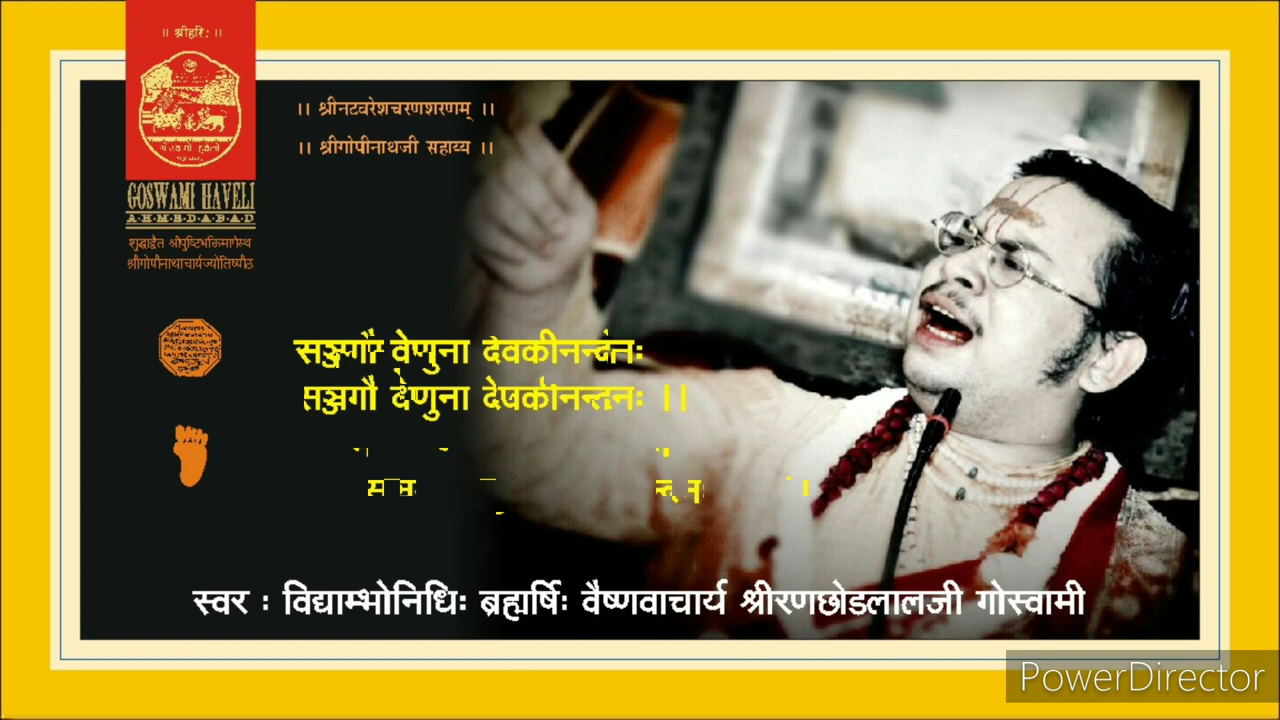 ॥ श्रीहरिः ॥
GOSWAMI HAVELI
A·H·M·E·D·A·B·A·D
शुद्धाद्वैत श्रीपुष्टिभक्तिमार्गस्थ
श्रीगोपीनाथाचार्यज्योतिष्पीठ
।। श्रीनटवरेशचरणशरणम् ।।
।। श्रीगोपीनाथजी सहाय्य ।।
सञ्जगौ वेणुना देवकीनन्दनः
सञ्जगौ वेणुना देवकीनन्दनः ।।
स्वर : विद्याम्भोनिधिः ब्रह्मर्षिः वैष्णवाचार्य श्रीरणछोडलालजी गोस्वामी
PowerDirector